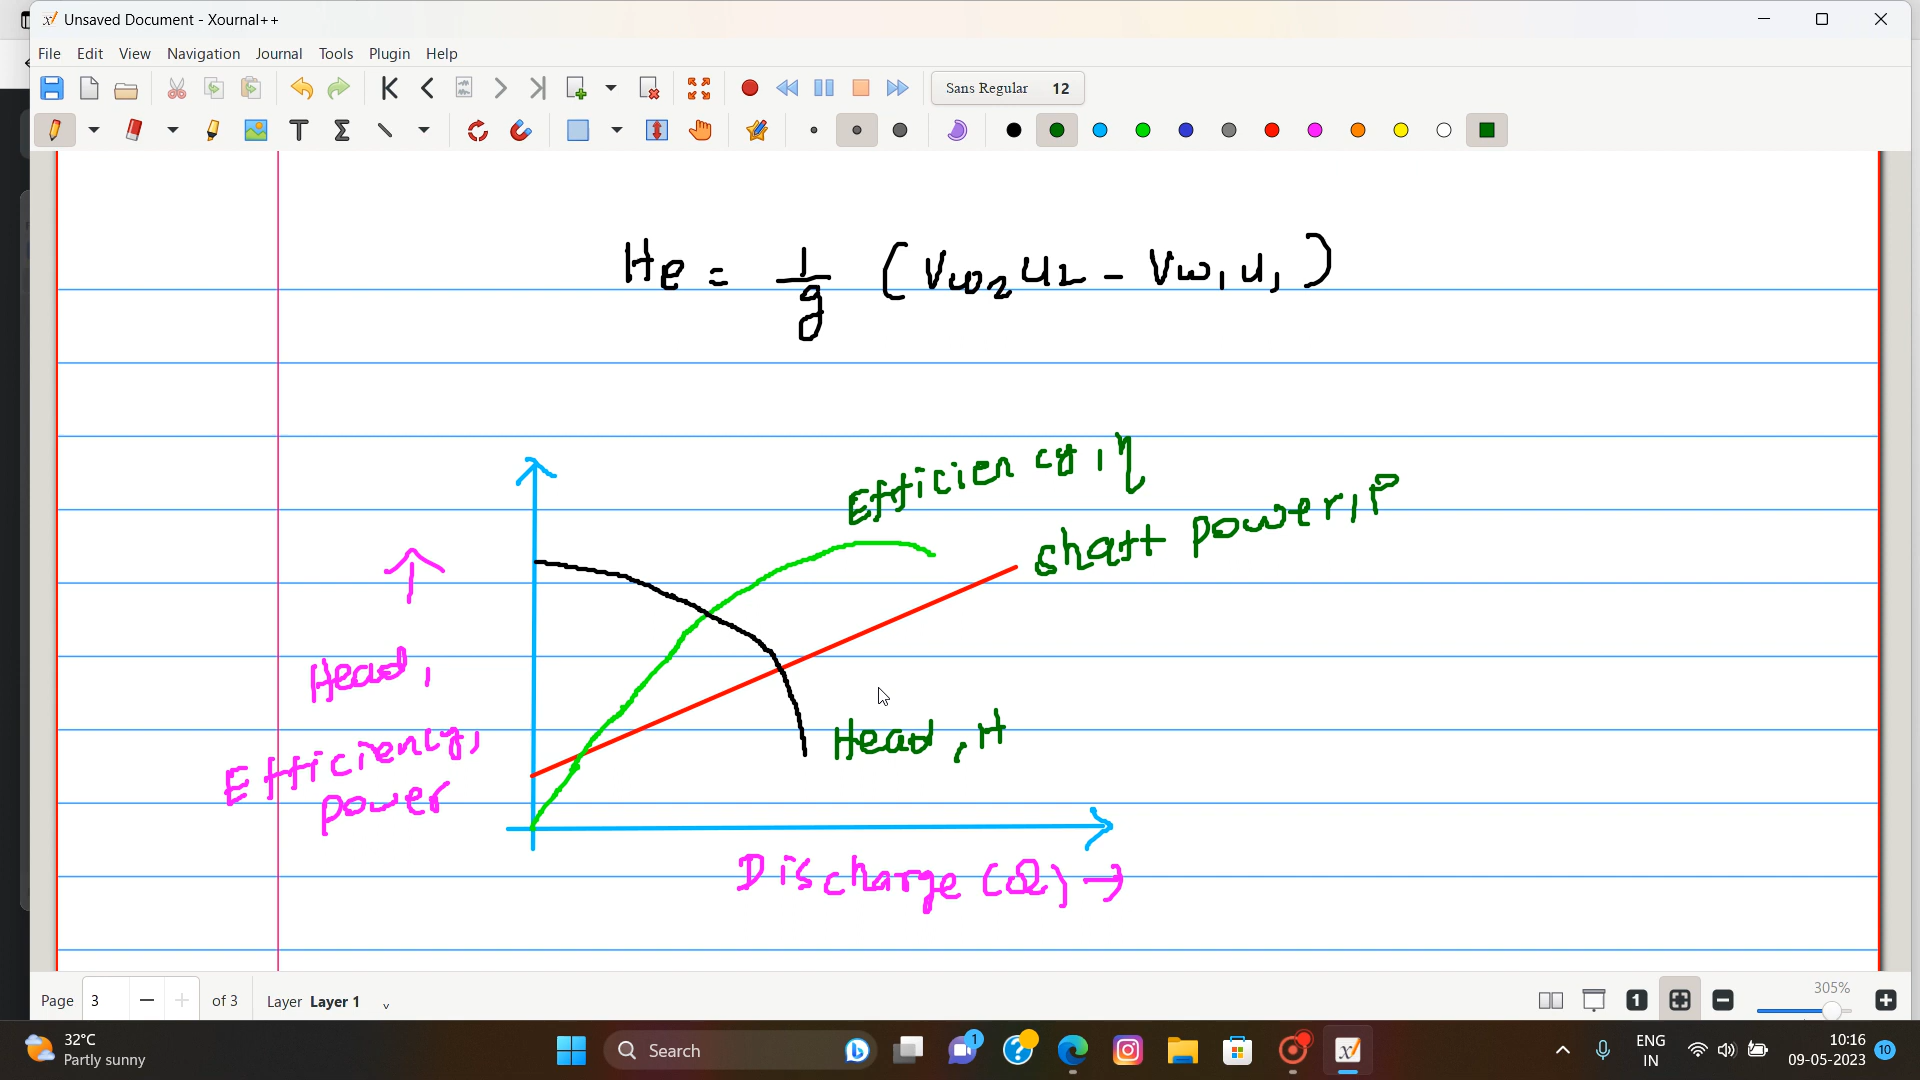 Unsaved Document - Xournal++
File Edit View Navigation Journal Tools Plugin Help
Sans Regular 12
He = 1/g (Vw2 u2 - Vw1 u1)
Efficiency, η
shaft power, P
Head,
Efficiency,
power
Head, H
Discharge (Q) →
Page 3 of 3 Layer Layer 1
305%
32°C
Partly sunny
Search
1
ENG
IN
10:16
09-05-2023
10